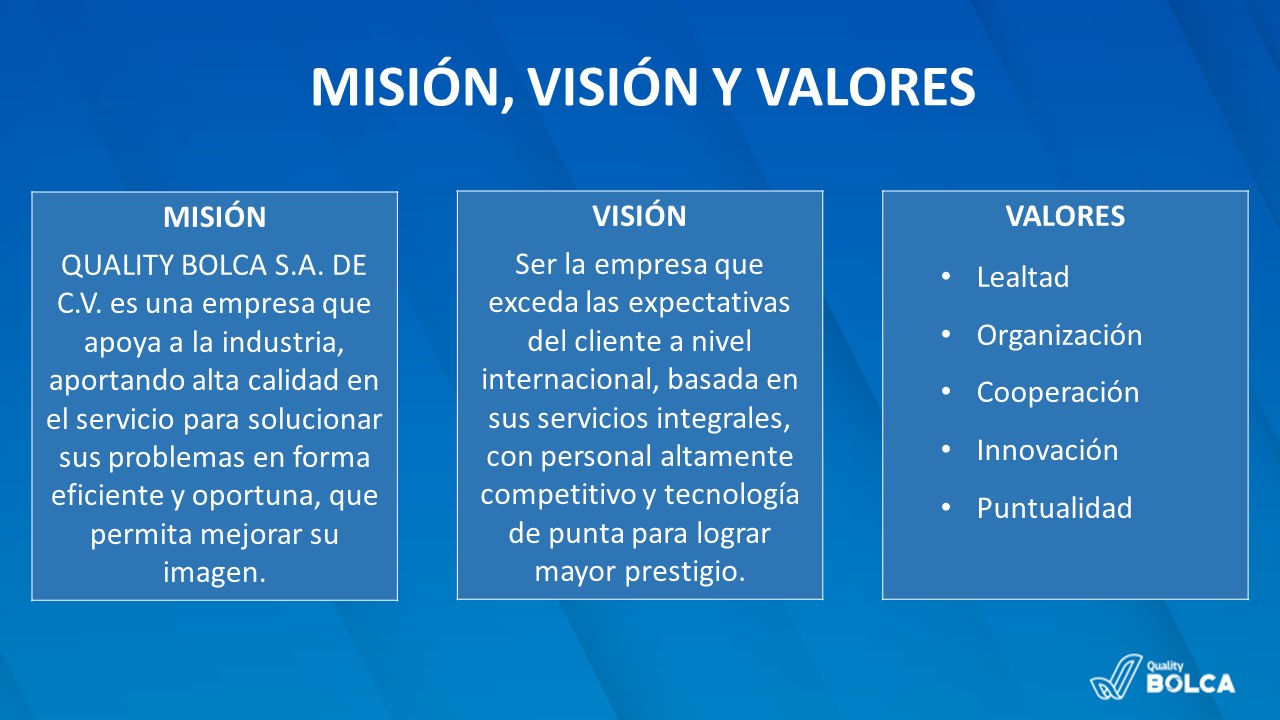 MISIÓN, VISIÓN Y VALORES
MISIÓN
QUALITY BOLCA S.A. DE
C.V. es una empresa que
apoya a la industria,
aportando alta calidad en
el servicio para solucionar
sus problemas en forma
eficiente y oportuna, que
permita mejorar su
imagen.
VISIÓN
Ser la empresa que
exceda las expectativas
del cliente a nivel
internacional, basada en
sus servicios integrales,
con personal altamente
competitivo y tecnología
de punta para lograr
mayor prestigio.
VALORES
• Lealtad
• Organización
• Cooperación
• Innovación
• Puntualidad
Quality
BOLCA